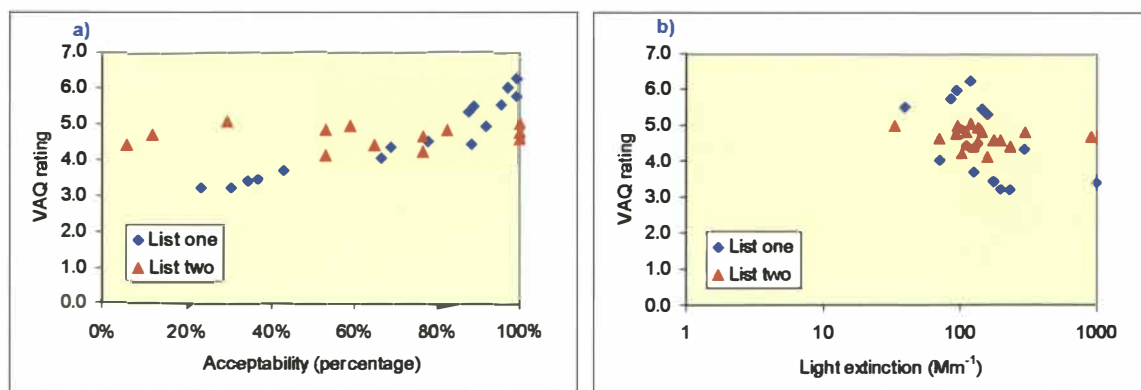 a)
7.0
6.0
5.0
4.0
3.0
2.0
1.0
0.0
VAQ rating
List one
List two
0% 20% 40% 60% 80% 100%
Acceptability (percentage)
b)
7.0
6.0
5.0
4.0
3.0
2.0
1.0
0.0
VAQ rating
List one
List two
1 10 100 1000
Light extinction (Mm⁻¹)